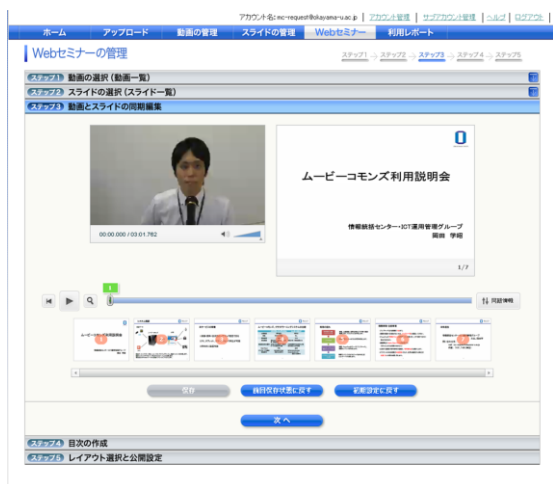 アカウント名:mc-request@okayama-u.ac.jp | アカウント管理 | サブアカウント管理 | ヘルプ | ログアウト |
ホーム アップロード 動画の管理 スライドの管理 Webセミナー 利用レポート
Webセミナーの管理
ステップ1 ステップ2 ステップ3 ステップ4 ステップ5
ステップ1 動画の選択(動画一覧)
ステップ2 スライドの選択(スライド一覧)
ステップ3 動画とスライドの同期編集
ムービーコモンズ利用説明会
情報統括センター・ICT運用管理グループ
1/7
00:00.000 / 03:01.782
1
同期情報
1 2 3 4 5 6 7
保存 前回保存状態に戻す 初期設定に戻す
次へ
ステップ4 目次の作成
ステップ5 レイアウト選択と公開設定